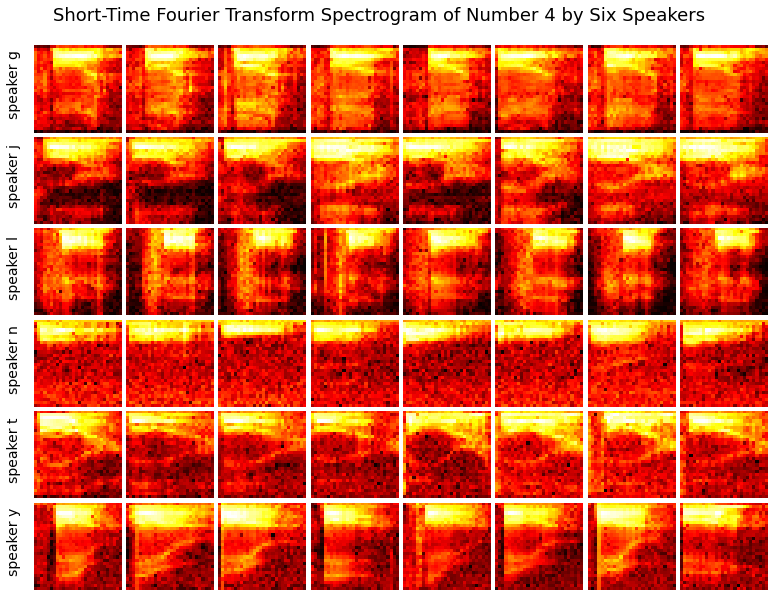 Short-Time Fourier Transform Spectrogram of Number 4 by Six Speakers
speaker g
speaker j
speaker l
speaker n
speaker t
speaker y